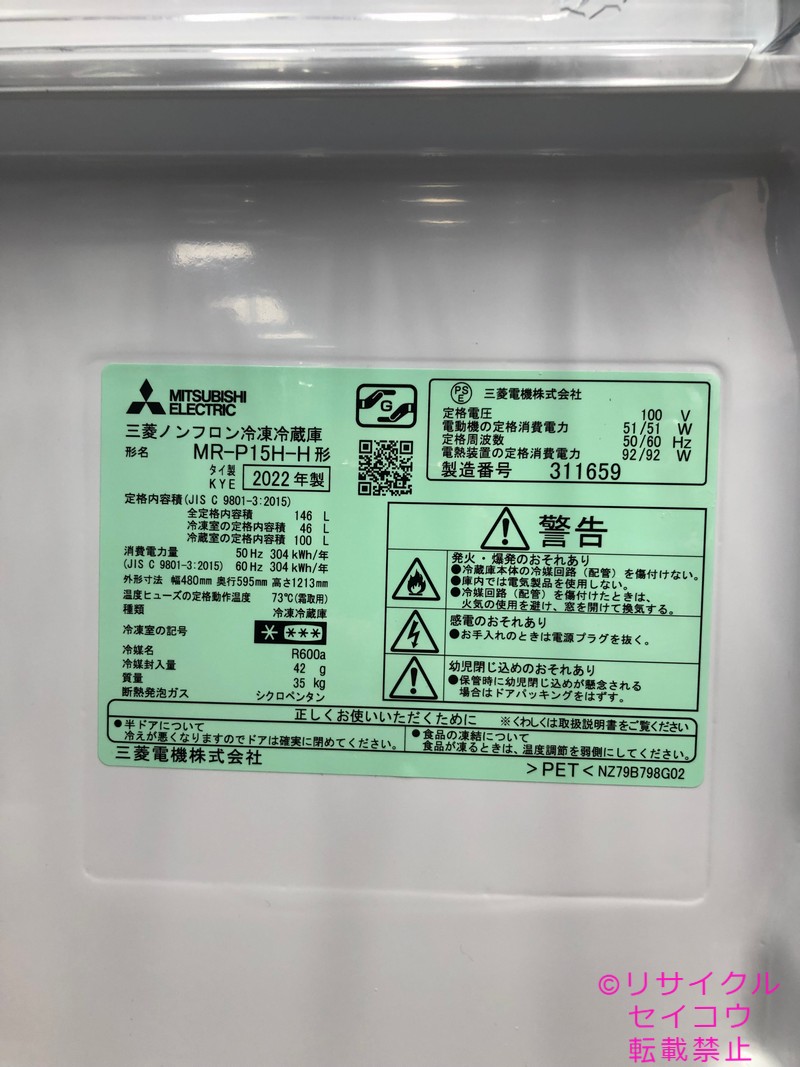 MITSUBISHI
ELECTRIC
三菱ノンフロン冷凍冷蔵庫
形名 MR-P15H-H形
タイ製
KYE 2022年製
定格内容積(JIS C 9801-3:2015)
全定格内容積 146 L
冷凍室の定格内容積 46 L
冷蔵室の定格内容積 100 L
消費電力量 50Hz 304kWh/年
(JIS C 9801-3:2015) 60Hz 304kWh/年
外形寸法 幅480mm 奥行595mm 高さ1213mm
温度ヒューズの定格動作温度 73℃(霜取用)
種類 冷凍冷蔵庫
冷凍室の記号 * ***
冷媒名 R600a
冷媒封入量 42 g
質量 35 kg
断熱発泡ガス シクロペンタン
G
PS
E 三菱電機株式会社
定格電圧 100 V
電動機の定格消費電力 51/51 W
定格周波数 50/60 Hz
電熱装置の定格消費電力 92/92 W
製造番号 311659
警告
発火・爆発のおそれあり
●冷蔵庫本体の冷媒回路(配管)を傷付けない。
●庫内では電気製品を使用しない。
●冷媒回路(配管)を傷付けたときは、
火気の使用を避け、窓を開けて換気する。
感電のおそれあり
●お手入れのときは電源プラグを抜く。
幼児閉じ込めのおそれあり
●保管時に幼児閉じ込めが懸念される
場合はドアパッキングをはずす。
正しくお使いいただくために ※くわしくは取扱説明書をご覧ください
●半ドアについて
冷えが悪くなりますのでドアは確実に閉めてください。
●食品の凍結について
食品が凍るときは、温度調節を弱側にしてください。
三菱電機株式会社
>PET< NZ79B798G02
©リサイクル
セイコウ
転載禁止